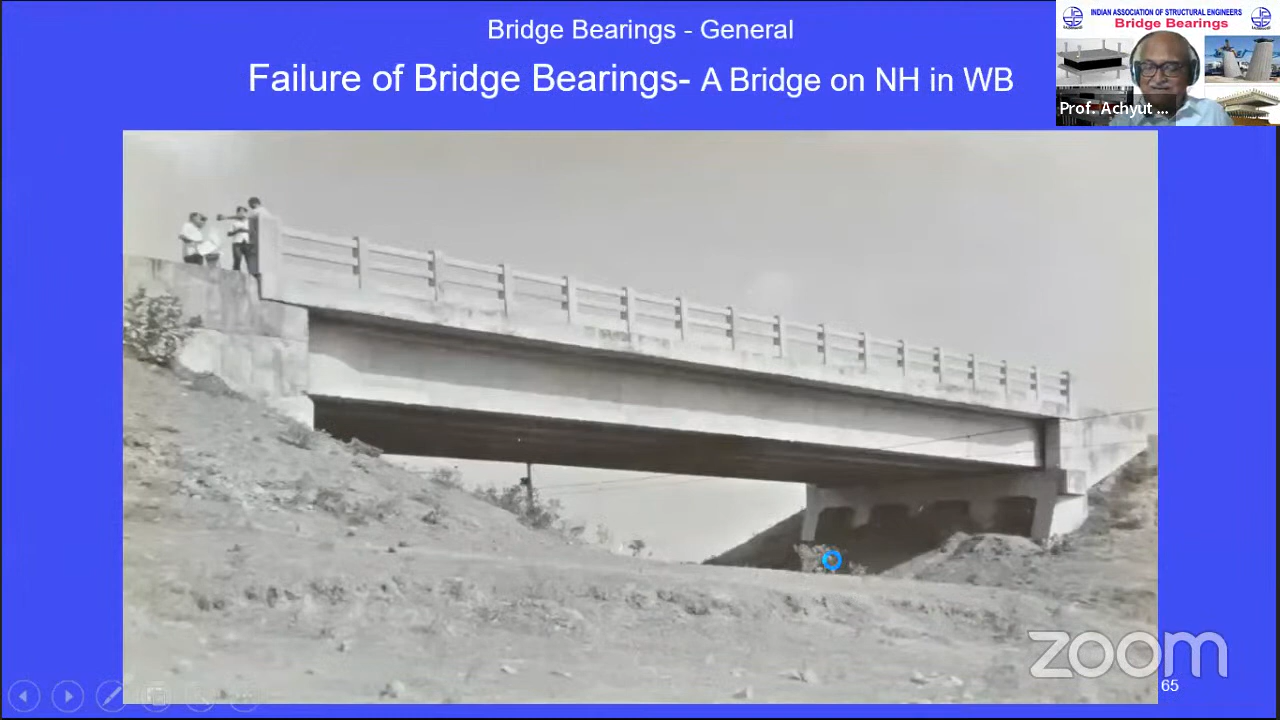 Bridge Bearings - General
Failure of Bridge Bearings- A Bridge on NH in WB
INDIAN ASSOCIATION OF STRUCTURAL ENGINEERS
Bridge Bearings
Prof. Achyut ...
zoom
65